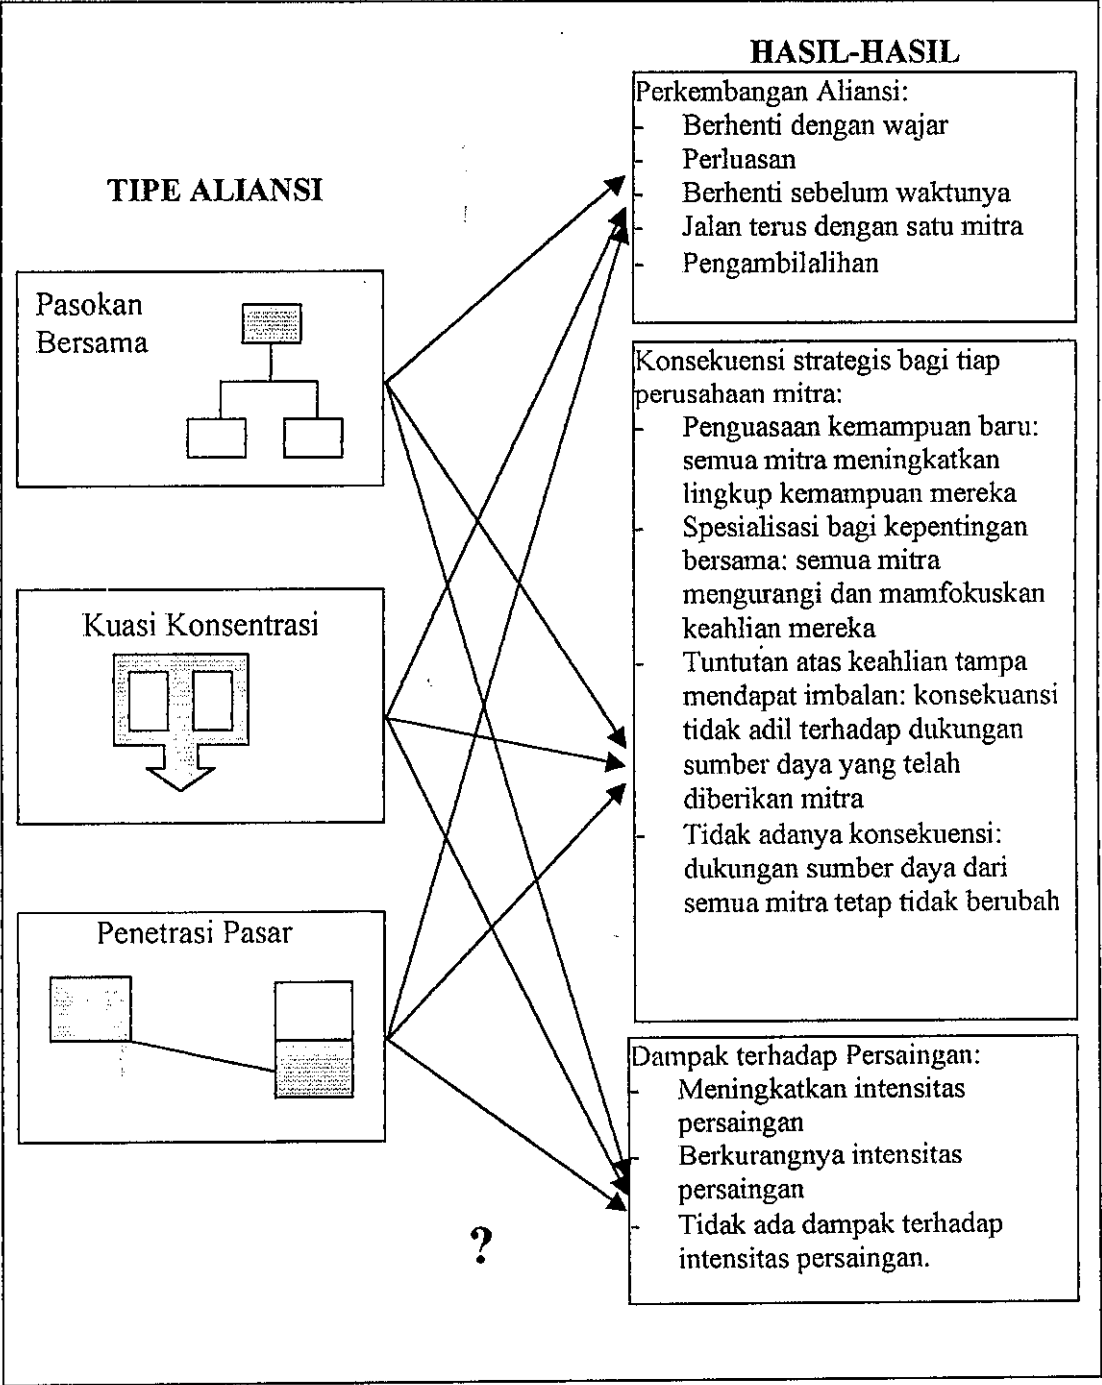 HASIL-HASIL
TIPE ALIANSI
Pasokan
Bersama
Kuasi Konsentrasi
Penetrasi Pasar
Perkembangan Aliansi:
- Berhenti dengan wajar
- Perluasan
- Berhenti sebelum waktunya
- Jalan terus dengan satu mitra
- Pengambilalihan
Konsekuensi strategis bagi tiap
perusahaan mitra:
- Penguasaan kemampuan baru:
semua mitra meningkatkan
lingkup kemampuan mereka
- Spesialisasi bagi kepentingan
bersama: semua mitra
mengurangi dan mamfokuskan
keahlian mereka
- Tuntutan atas keahlian tampa
mendapat imbalan: konsekuansi
tidak adil terhadap dukungan
sumber daya yang telah
diberikan mitra
- Tidak adanya konsekuensi:
dukungan sumber daya dari
semua mitra tetap tidak berubah
Dampak terhadap Persaingan:
- Meningkatkan intensitas
persaingan
- Berkurangnya intensitas
persaingan
- Tidak ada dampak terhadap
intensitas persaingan.
?